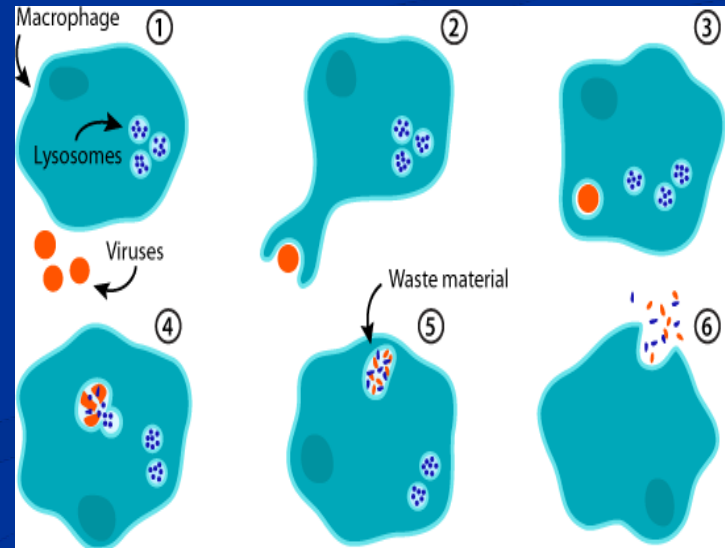 Macrophage
①
②
③
Lysosomes
Viruses
Waste material
④
⑤
⑥